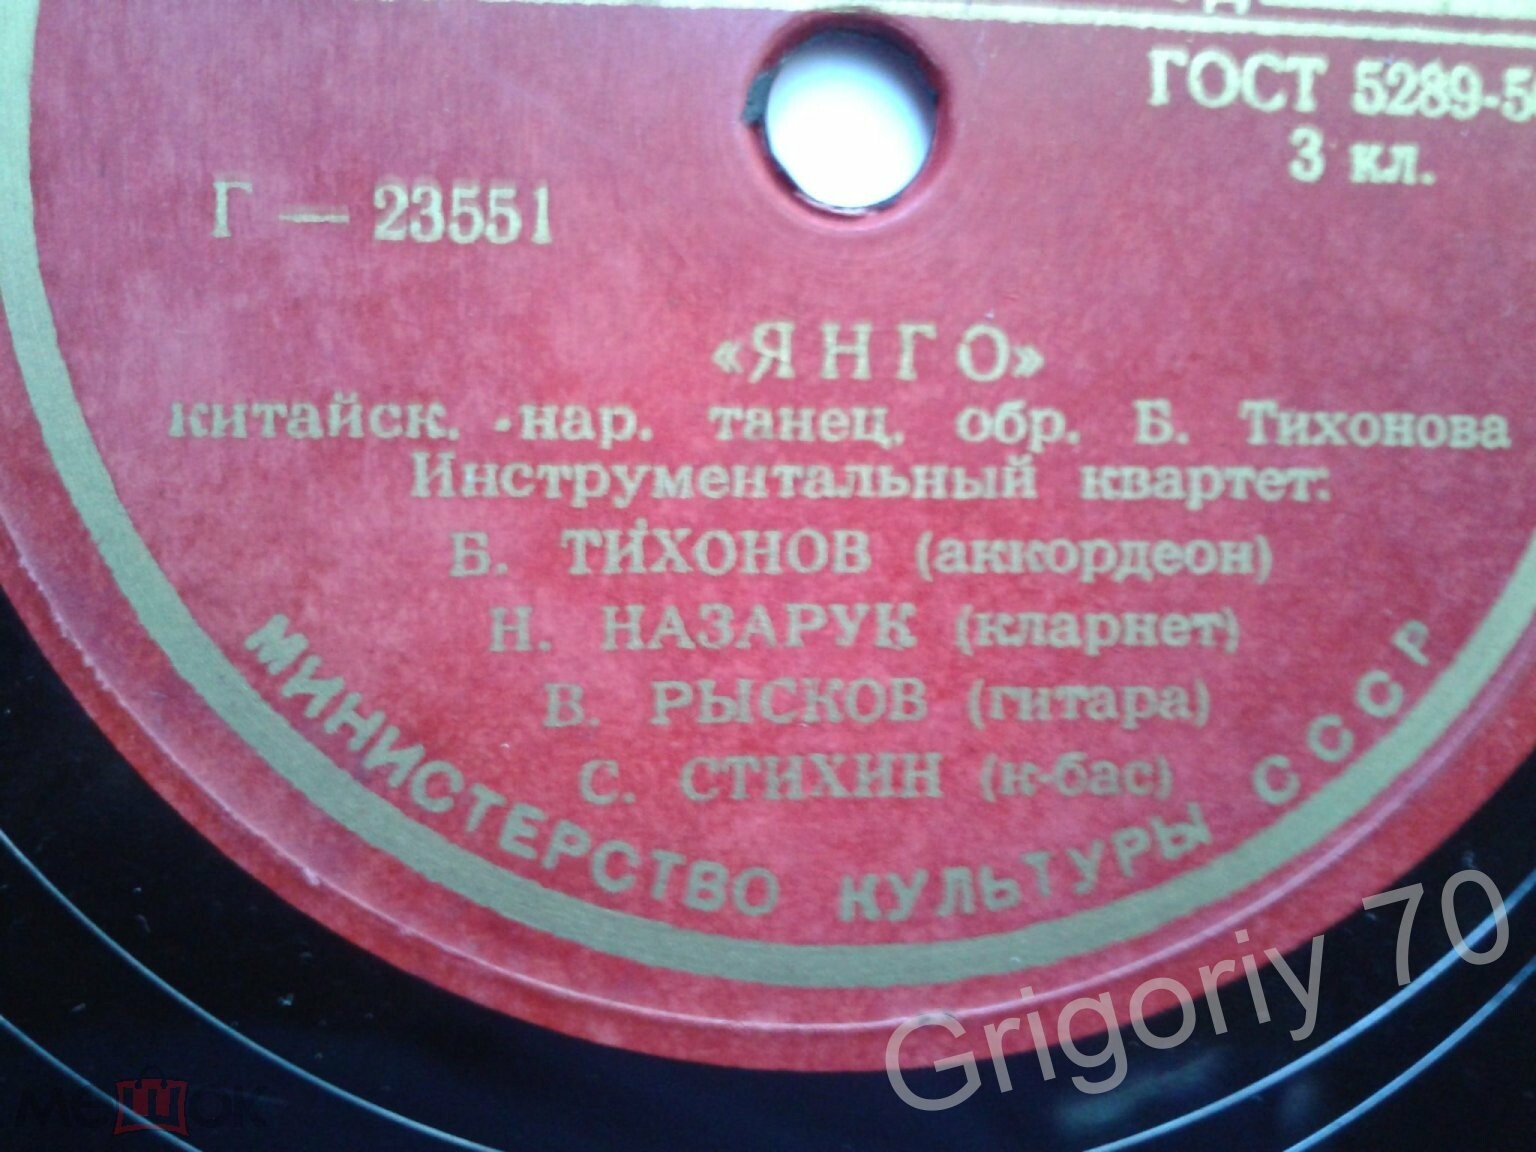 ГОСТ 5289-5
3 кл.
Г — 23551
«ЯНГО»
китайск. нар. танец, обр. Б. Тихонова
Инструментальный квартет:
Б. ТИХОНОВ (аккордеон)
Н. НАЗАРУК (кларнет)
В. РЫСКОВ (гитара)
С. СТИХИН (к-бас)
МИНИСТЕРСТВО КУЛЬТУРЫ СССР
Grigoriy 70
мешок